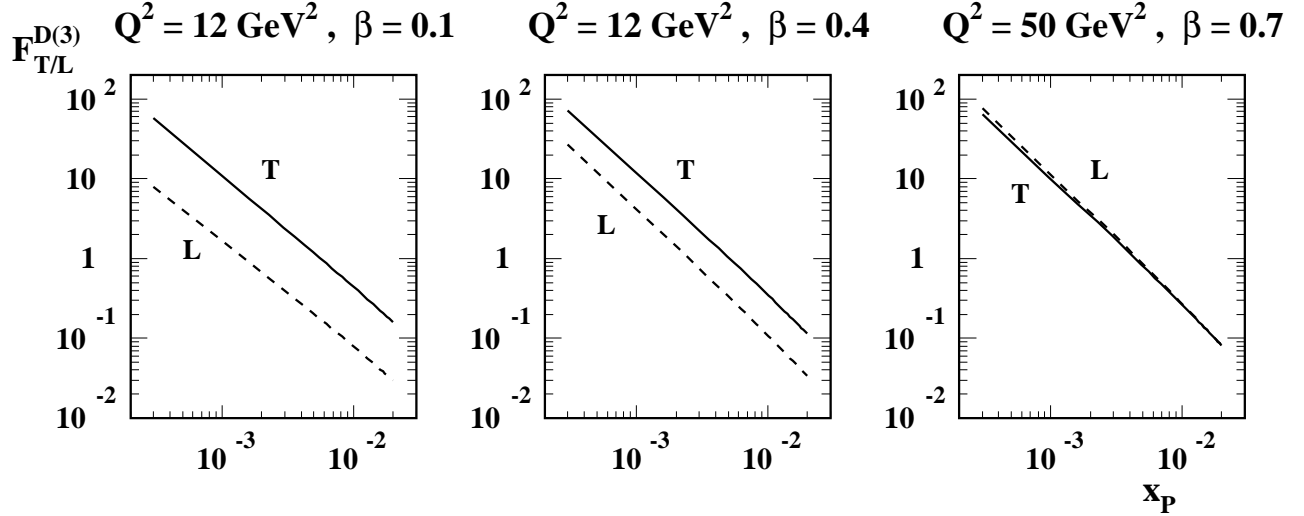 Q² = 12 GeV² , β = 0.1
Q² = 12 GeV² , β = 0.4
Q² = 50 GeV² , β = 0.7
F_{T/L}^{D(3)}
10²
10
1
10⁻¹
10⁻²
10⁻³
10⁻²
T
L
10²
10
1
10⁻¹
10⁻²
10⁻³
10⁻²
T
L
10²
10
1
10⁻¹
10⁻²
10⁻³
10⁻²
L
T
x_P